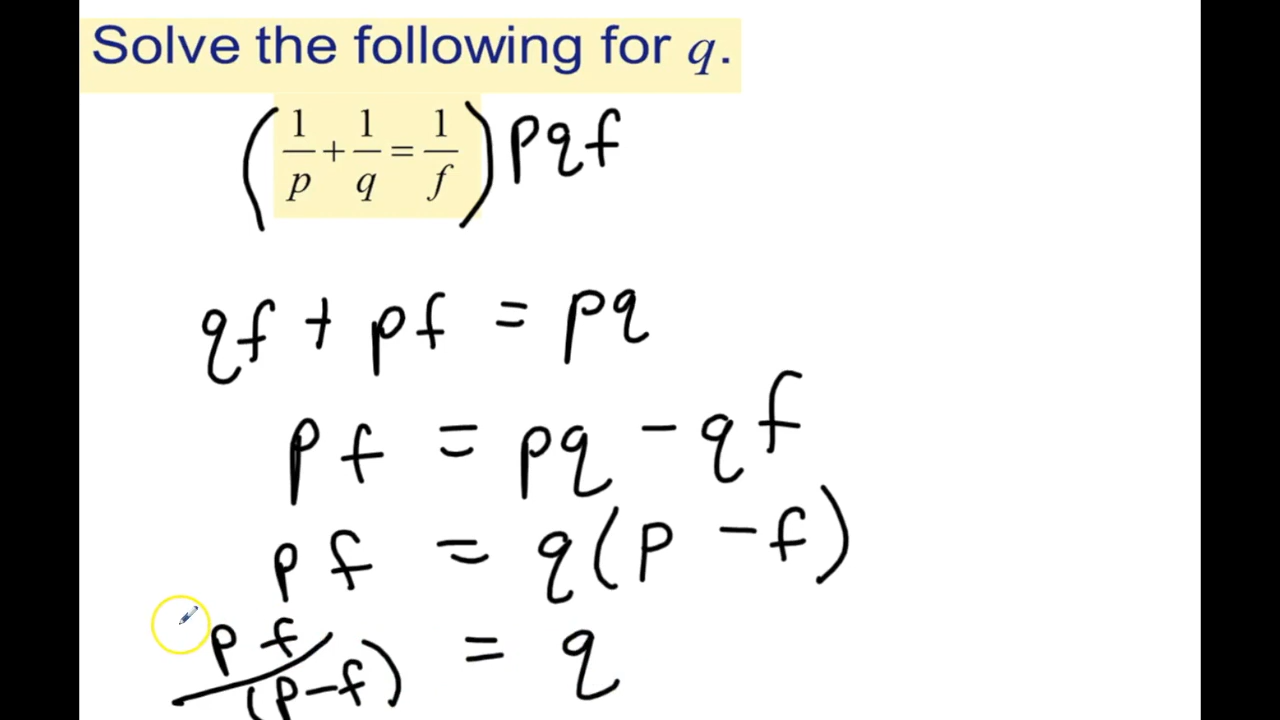 Solve the following for q.
(1/p + 1/q = 1/f) pqf
qf + pf = pq
pf = pq - qf
pf = q(p - f)
pf/(p-f) = q